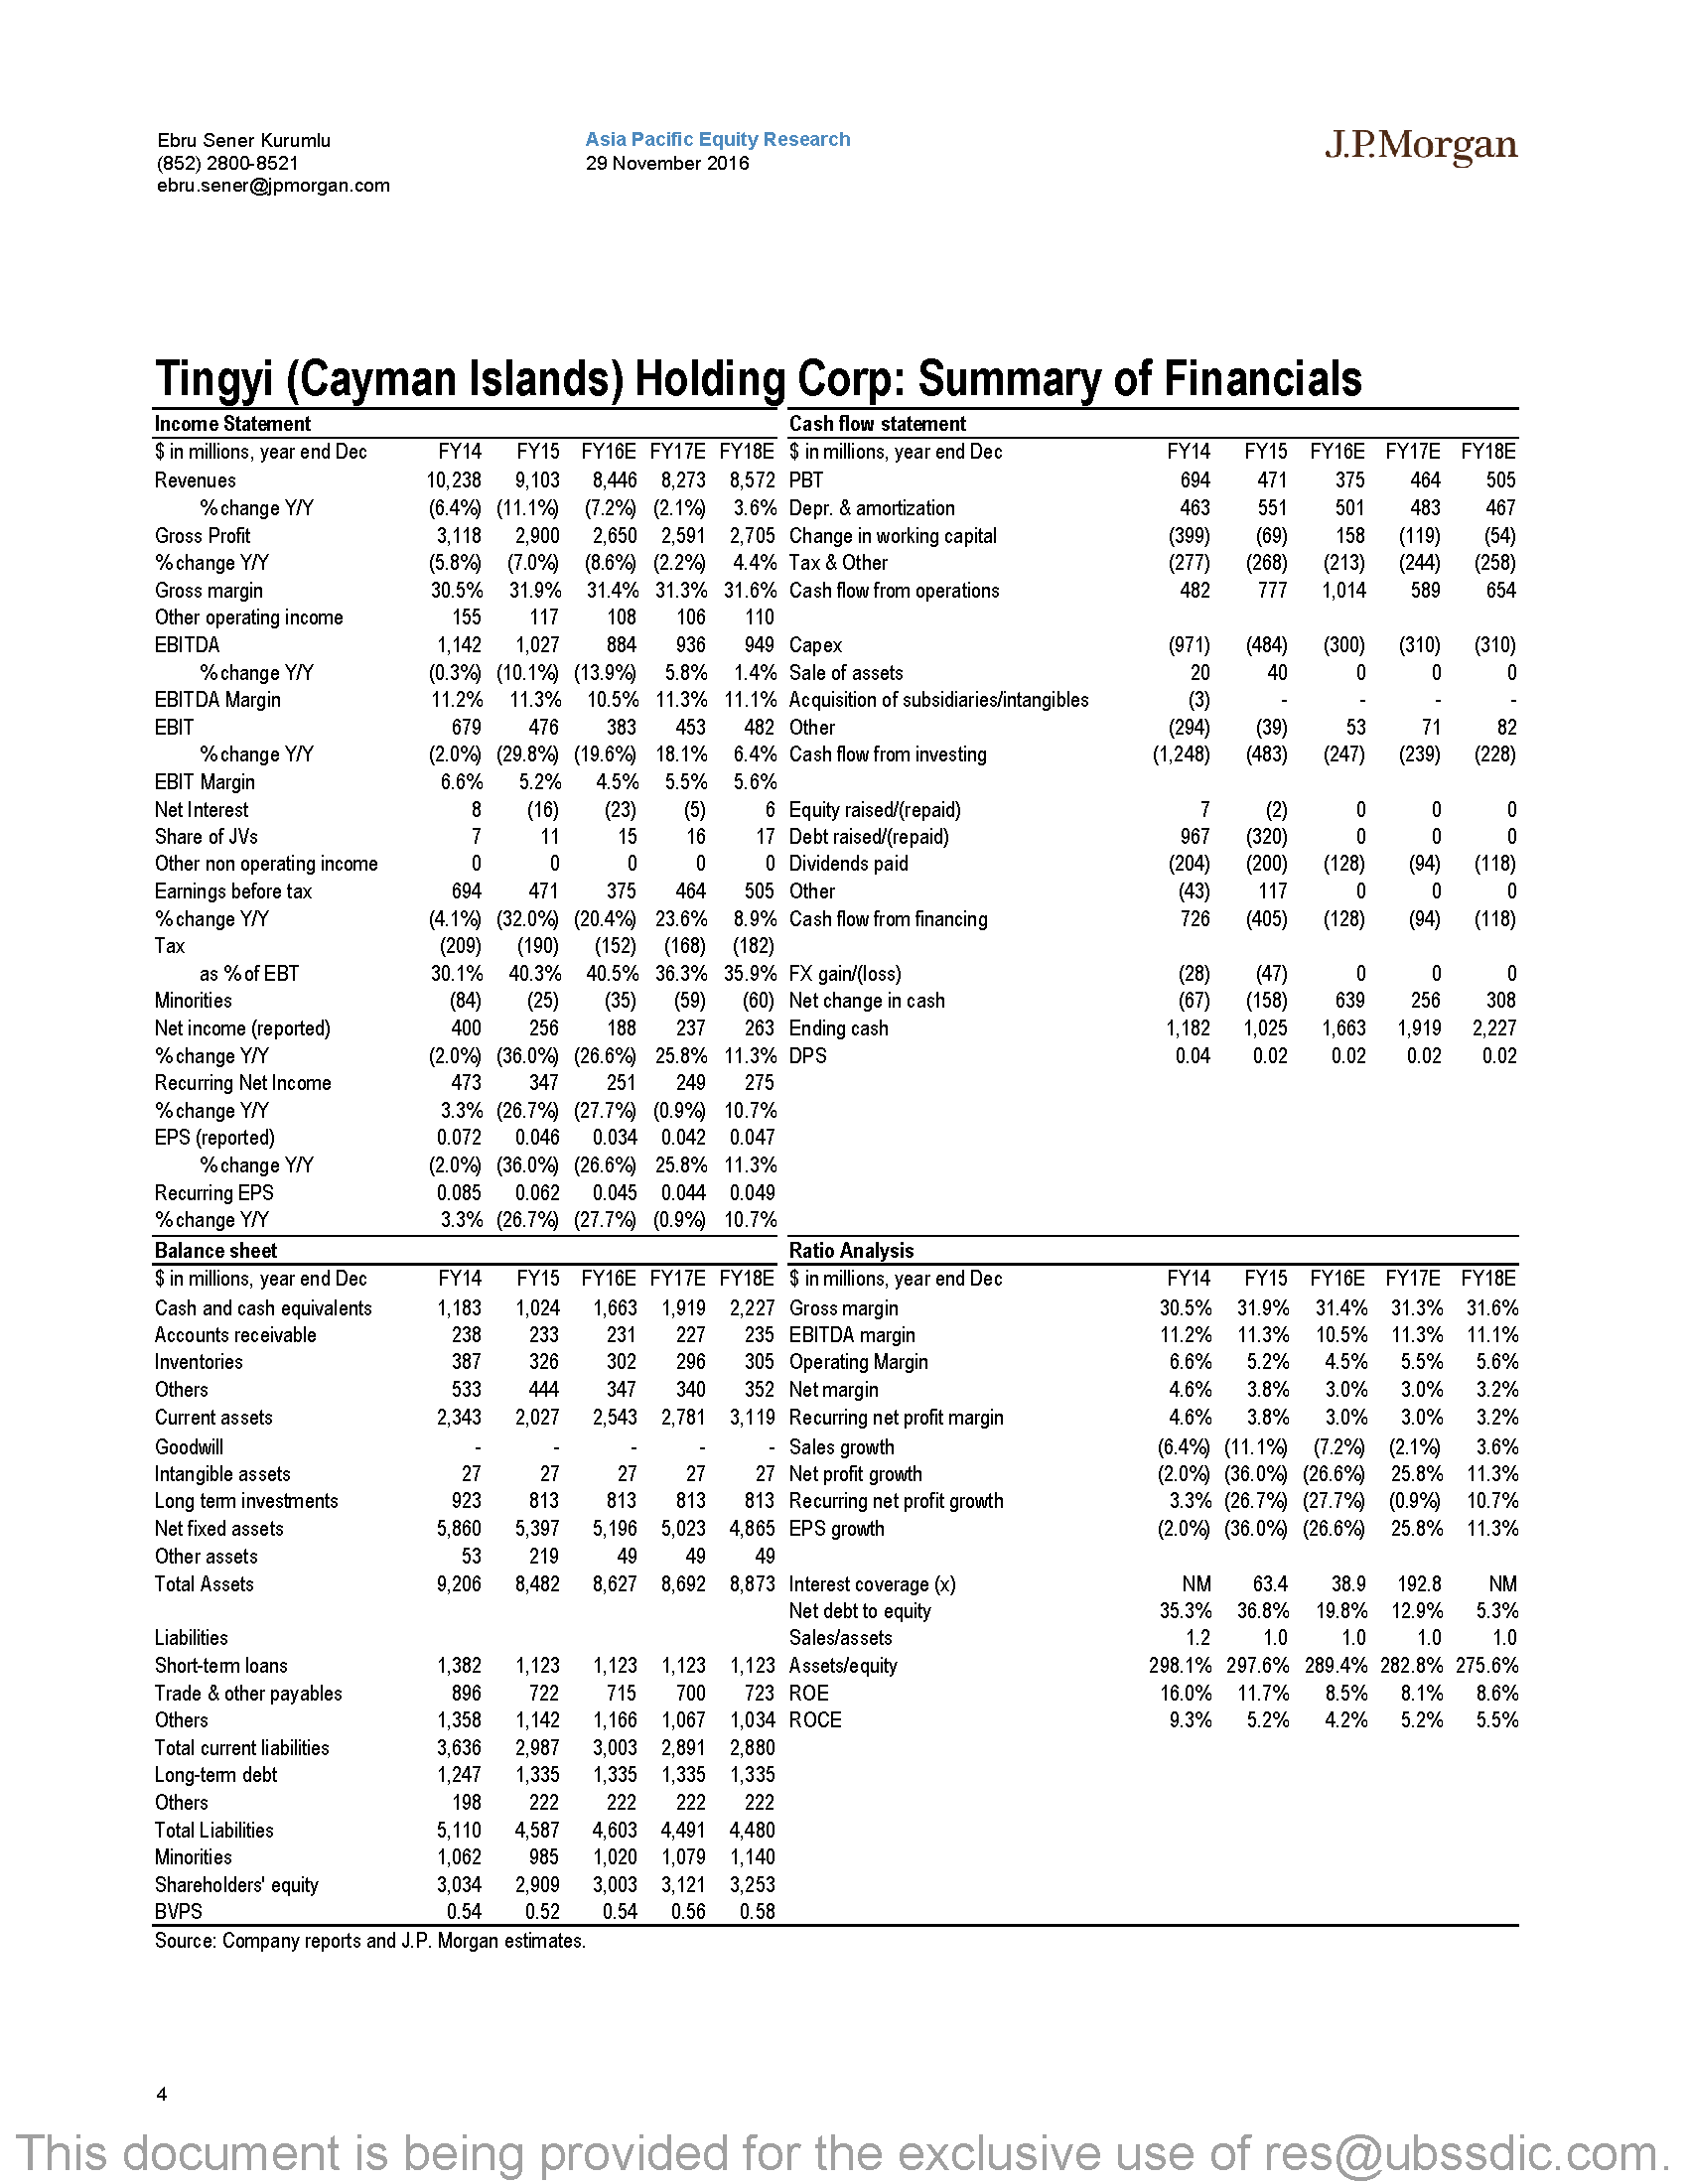 Ebru Sener Kurumlu
(852) 2800-8521
ebru.sener@jpmorgan.com
Asia Pacific Equity Research
29 November 2016
J.P.Morgan
Tingyi (Cayman Islands) Holding Corp: Summary of Financials
Income Statement
$ in millions, year end Dec FY14 FY15 FY16E FY17E FY18E
Revenues 10,238 9,103 8,446 8,273 8,572
% change Y/Y (6.4%) (11.1%) (7.2%) (2.1%) 3.6%
Gross Profit 3,118 2,900 2,650 2,591 2,705
% change Y/Y (5.8%) (7.0%) (8.6%) (2.2%) 4.4%
Gross margin 30.5% 31.9% 31.4% 31.3% 31.6%
Other operating income 155 117 108 106 110
EBITDA 1,142 1,027 884 936 949
% change Y/Y (0.3%) (10.1%) (13.9%) 5.8% 1.4%
EBITDA Margin 11.2% 11.3% 10.5% 11.3% 11.1%
EBIT 679 476 383 453 482
% change Y/Y (2.0%) (29.8%) (19.6%) 18.1% 6.4%
EBIT Margin 6.6% 5.2% 4.5% 5.5% 5.6%
Net Interest 8 (16) (23) (5) 6
Share of JVs 7 11 15 16 17
Other non operating income 0 0 0 0 0
Earnings before tax 694 471 375 464 505
% change Y/Y (4.1%) (32.0%) (20.4%) 23.6% 8.9%
Tax (209) (190) (152) (168) (182)
as % of EBT 30.1% 40.3% 40.5% 36.3% 35.9%
Minorities (84) (25) (35) (59) (60)
Net income (reported) 400 256 188 237 263
% change Y/Y (2.0%) (36.0%) (26.6%) 25.8% 11.3%
Recurring Net Income 473 347 251 249 275
% change Y/Y 3.3% (26.7%) (27.7%) (0.9%) 10.7%
EPS (reported) 0.072 0.046 0.034 0.042 0.047
% change Y/Y (2.0%) (36.0%) (26.6%) 25.8% 11.3%
Recurring EPS 0.085 0.062 0.045 0.044 0.049
% change Y/Y 3.3% (26.7%) (27.7%) (0.9%) 10.7%
Cash flow statement
$ in millions, year end Dec FY14 FY15 FY16E FY17E FY18E
PBT 694 471 375 464 505
Depr. & amortization 463 551 501 483 467
Change in working capital (399) (69) 158 (119) (54)
Tax & Other (277) (268) (213) (244) (258)
Cash flow from operations 482 777 1,014 589 654
Capex (971) (484) (300) (310) (310)
Sale of assets 20 40 0 0 0
Acquisition of subsidiaries/intangibles (3) - - - -
Other (294) (39) 53 71 82
Cash flow from investing (1,248) (483) (247) (239) (228)
Equity raised/(repaid) 7 (2) 0 0 0
Debt raised/(repaid) 967 (320) 0 0 0
Dividends paid (204) (200) (128) (94) (118)
Other (43) 117 0 0 0
Cash flow from financing 726 (405) (128) (94) (118)
FX gain/(loss) (28) (47) 0 0 0
Net change in cash (67) (158) 639 256 308
Ending cash 1,182 1,025 1,663 1,919 2,227
DPS 0.04 0.02 0.02 0.02 0.02
Balance sheet
$ in millions, year end Dec FY14 FY15 FY16E FY17E FY18E
Cash and cash equivalents 1,183 1,024 1,663 1,919 2,227
Accounts receivable 238 233 231 227 235
Inventories 387 326 302 296 305
Others 533 444 347 340 352
Current assets 2,343 2,027 2,543 2,781 3,119
Goodwill - - - - -
Intangible assets 27 27 27 27 27
Long term investments 923 813 813 813 813
Net fixed assets 5,860 5,397 5,196 5,023 4,865
Other assets 53 219 49 49 49
Total Assets 9,206 8,482 8,627 8,692 8,873
Liabilities
Short-term loans 1,382 1,123 1,123 1,123 1,123
Trade & other payables 896 722 715 700 723
Others 1,358 1,142 1,166 1,067 1,034
Total current liabilities 3,636 2,987 3,003 2,891 2,880
Long-term debt 1,247 1,335 1,335 1,335 1,335
Others 198 222 222 222 222
Total Liabilities 5,110 4,587 4,603 4,491 4,480
Minorities 1,062 985 1,020 1,079 1,140
Shareholders' equity 3,034 2,909 3,003 3,121 3,253
BVPS 0.54 0.52 0.54 0.56 0.58
Ratio Analysis
$ in millions, year end Dec FY14 FY15 FY16E FY17E FY18E
Gross margin 30.5% 31.9% 31.4% 31.3% 31.6%
EBITDA margin 11.2% 11.3% 10.5% 11.3% 11.1%
Operating Margin 6.6% 5.2% 4.5% 5.5% 5.6%
Net margin 4.6% 3.8% 3.0% 3.0% 3.2%
Recurring net profit margin 4.6% 3.8% 3.0% 3.0% 3.2%
Sales growth (6.4%) (11.1%) (7.2%) (2.1%) 3.6%
Net profit growth (2.0%) (36.0%) (26.6%) 25.8% 11.3%
Recurring net profit growth 3.3% (26.7%) (27.7%) (0.9%) 10.7%
EPS growth (2.0%) (36.0%) (26.6%) 25.8% 11.3%
Interest coverage (x) NM 63.4 38.9 192.8 NM
Net debt to equity 35.3% 36.8% 19.8% 12.9% 5.3%
Sales/assets 1.2 1.0 1.0 1.0 1.0
Assets/equity 298.1% 297.6% 289.4% 282.8% 275.6%
ROE 16.0% 11.7% 8.5% 8.1% 8.6%
ROCE 9.3% 5.2% 4.2% 5.2% 5.5%
Source: Company reports and J.P. Morgan estimates.
4
This document is being provided for the exclusive use of res@ubssdic.com.